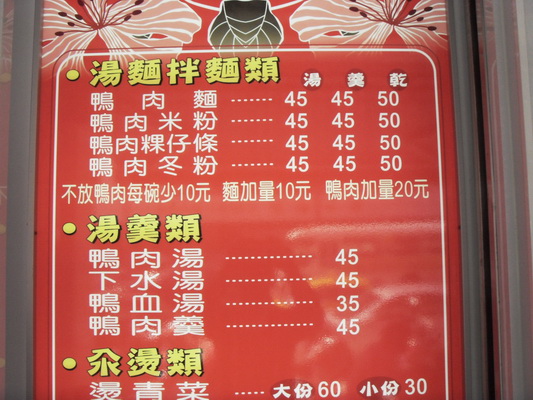 • 湯麵拌麵類 湯 羹 乾
鴨肉麵 ········ 45 45 50
鴨肉米粉 ······ 45 45 50
鴨肉粿仔條 ···· 45 45 50
鴨肉冬粉 ······ 45 45 50
不放鴨肉每碗少10元 麵加量10元 鴨肉加量20元
• 湯羹類
鴨肉湯 ················ 45
下水湯 ················ 45
鴨血湯 ················ 35
鴨肉羹 ················ 45
• 汆燙類
燙青菜 ····· 大份60 小份30